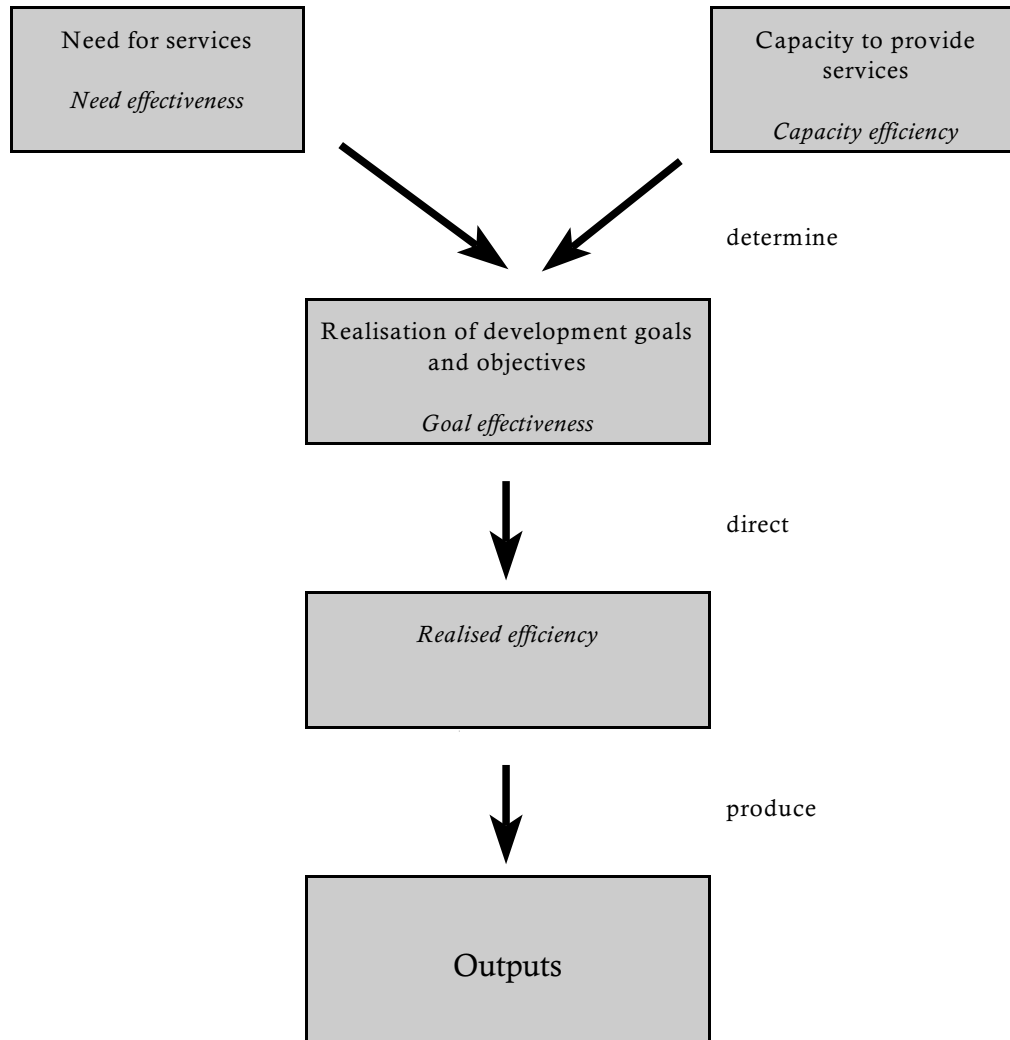 Need for services
Need effectiveness
Capacity to provide
services
Capacity efficiency
determine
Realisation of development goals
and objectives
Goal effectiveness
direct
Realised efficiency
produce
Outputs